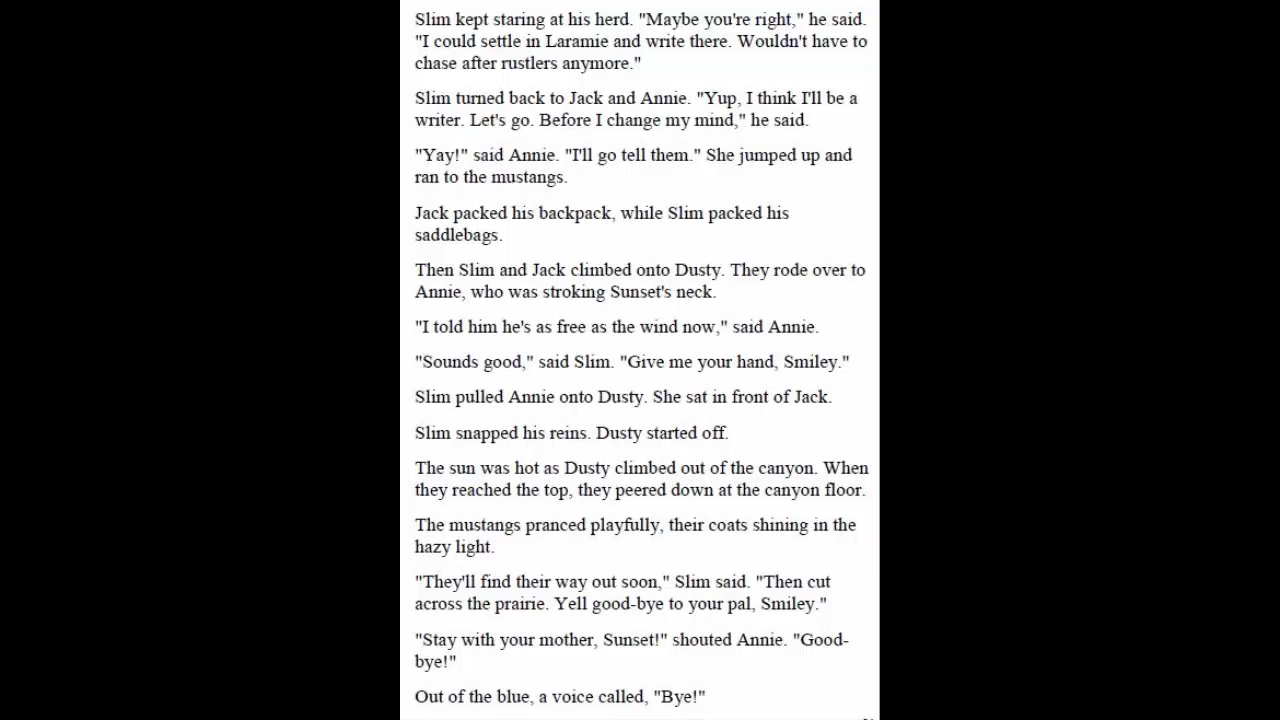 Slim kept staring at his herd. "Maybe you're right," he said.
"I could settle in Laramie and write there. Wouldn't have to
chase after rustlers anymore."
Slim turned back to Jack and Annie. "Yup, I think I'll be a
writer. Let's go. Before I change my mind," he said.
"Yay!" said Annie. "I'll go tell them." She jumped up and
ran to the mustangs.
Jack packed his backpack, while Slim packed his
saddlebags.
Then Slim and Jack climbed onto Dusty. They rode over to
Annie, who was stroking Sunset's neck.
"I told him he's as free as the wind now," said Annie.
"Sounds good," said Slim. "Give me your hand, Smiley."
Slim pulled Annie onto Dusty. She sat in front of Jack.
Slim snapped his reins. Dusty started off.
The sun was hot as Dusty climbed out of the canyon. When
they reached the top, they peered down at the canyon floor.
The mustangs pranced playfully, their coats shining in the
hazy light.
"They'll find their way out soon," Slim said. "Then cut
across the prairie. Yell good-bye to your pal, Smiley."
"Stay with your mother, Sunset!" shouted Annie. "Good-
bye!"
Out of the blue, a voice called, "Bye!"